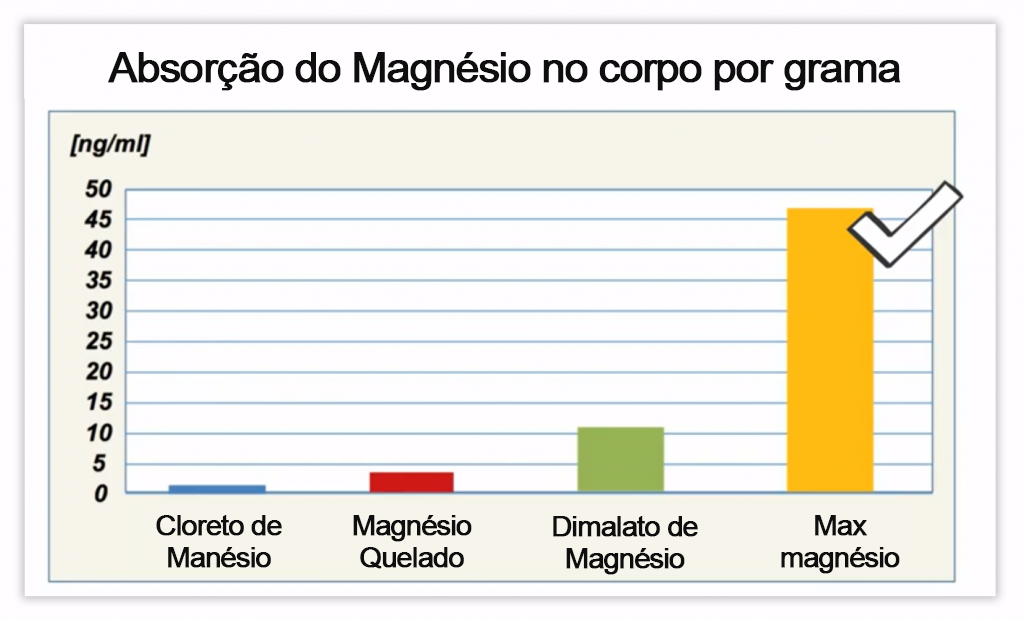 Absorção do Magnésio no corpo por grama
[ng/ml]
50
45
40
35
30
25
20
15
10
5
0
Cloreto de
Manésio
Magnésio
Quelado
Dimalato de
Magnésio
Max
magnésio